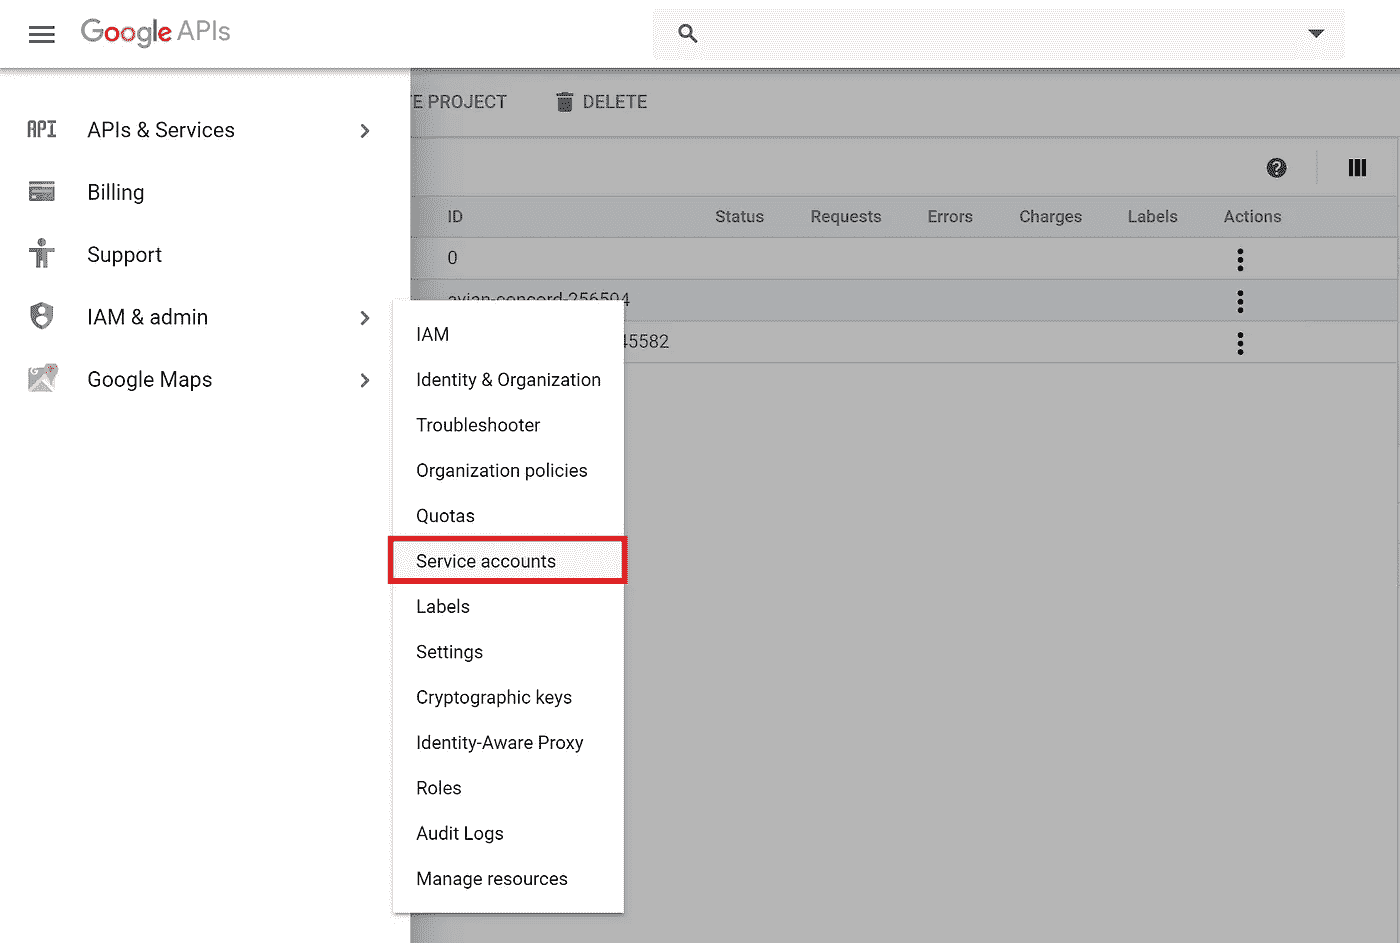 Google APIs
E PROJECT
DELETE
API
APIs & Services
Billing
Support
IAM & admin
Google Maps
ID
Status
Requests
Errors
Charges
Labels
Actions
0
avian-concord-256504
45582
IAM
Identity & Organization
Troubleshooter
Organization policies
Quotas
Service accounts
Labels
Settings
Cryptographic keys
Identity-Aware Proxy
Roles
Audit Logs
Manage resources